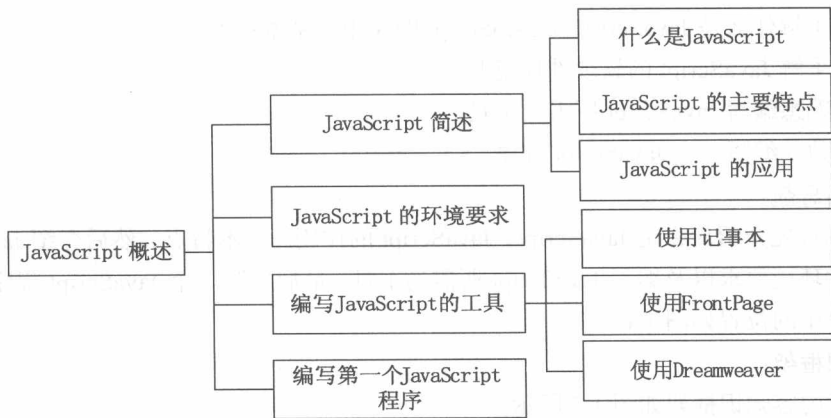 JavaScript 概述
JavaScript 简述
什么是JavaScript
JavaScript 的主要特点
JavaScript 的应用
JavaScript 的环境要求
编写JavaScript的工具
使用记事本
使用FrontPage
使用Dreamweaver
编写第一个JavaScript
程序